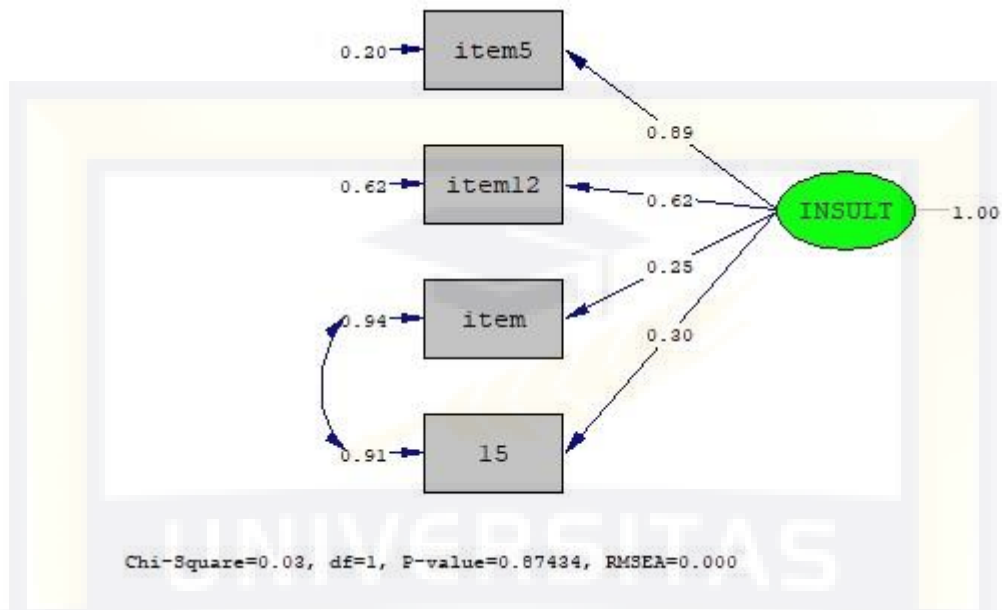 0.20
item5
0.89
0.62
item12
0.62
INSULT
1.00
0.25
0.94
item
0.30
0.91
15
UNIVERSITAS
Chi-Square=0.03, df=1, P-value=0.87434, RMSEA=0.000